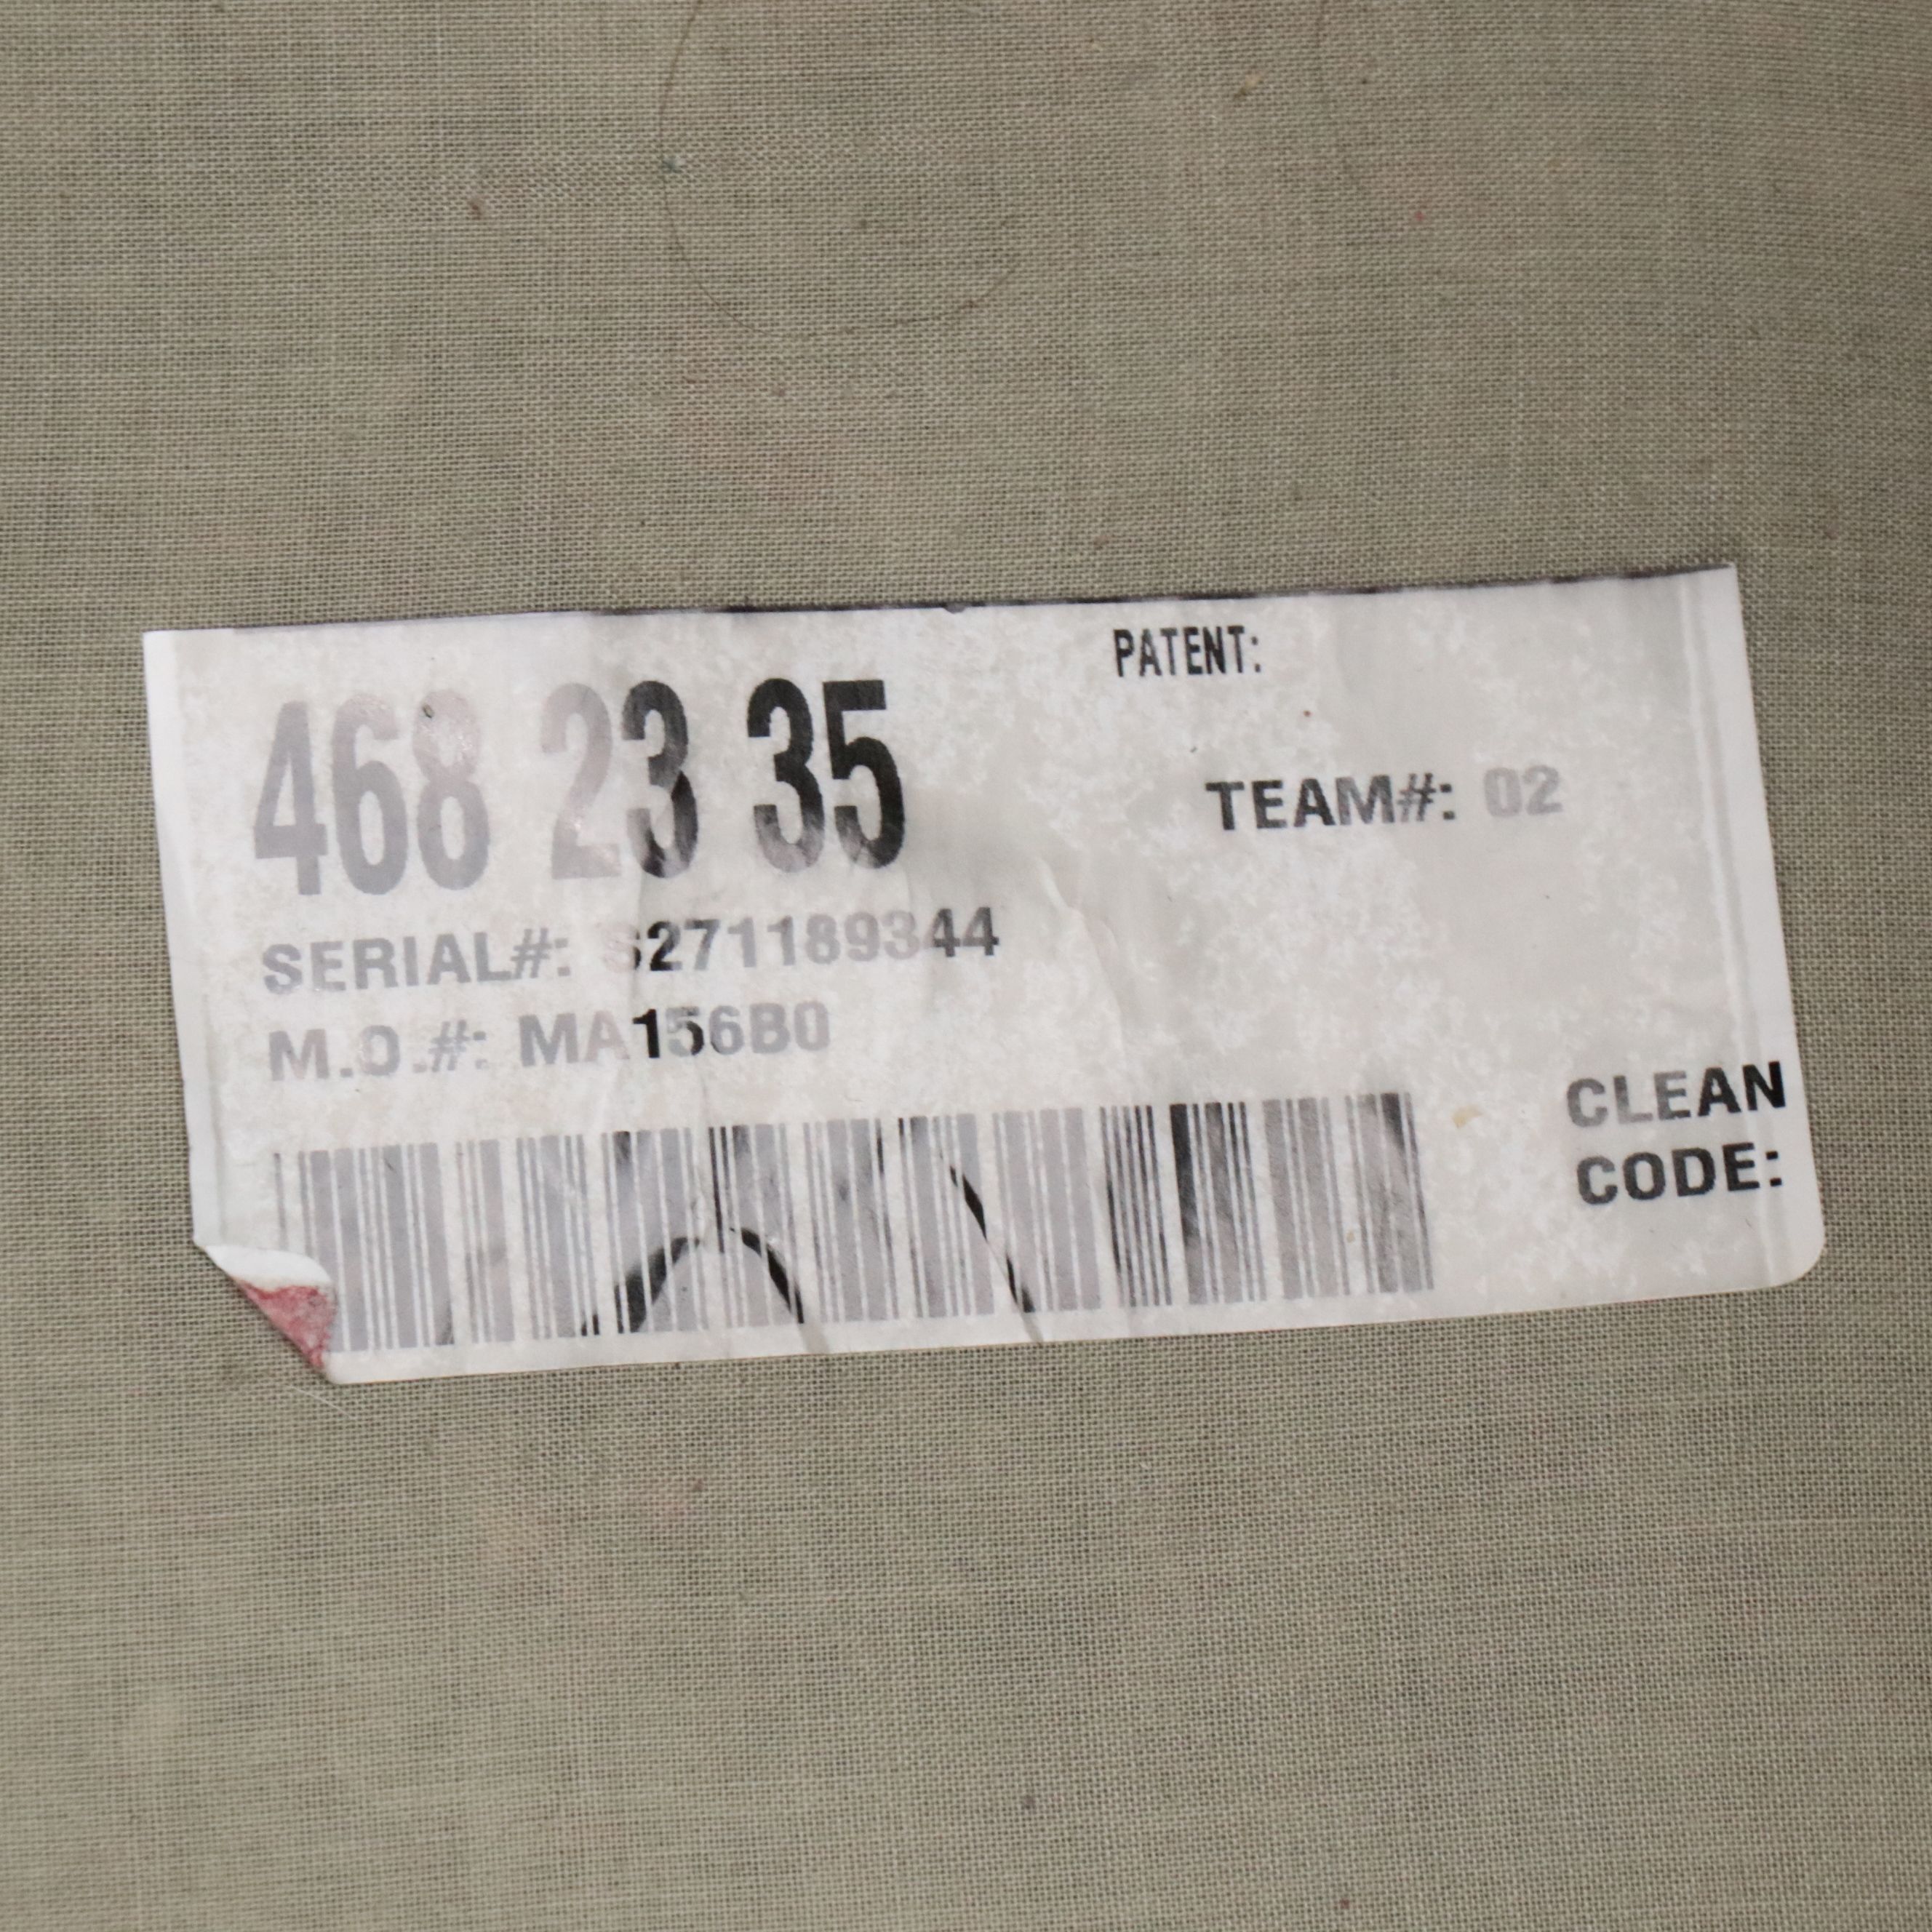 PATENT:
468 23 35
TEAM#: 02
SERIAL#: S271189344
M.O.#: MA156B0
CLEAN
CODE: